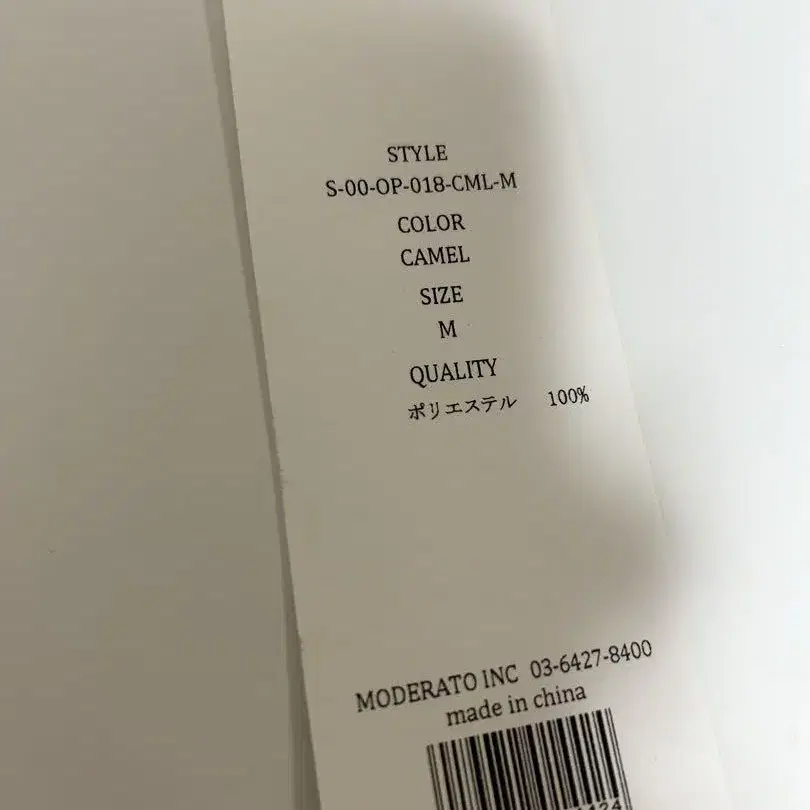 STYLE
S-00-OP-018-CML-M
COLOR
CAMEL
SIZE
M
QUALITY
ポリエステル 100%
MODERATO INC 03-6427-8400
made in china